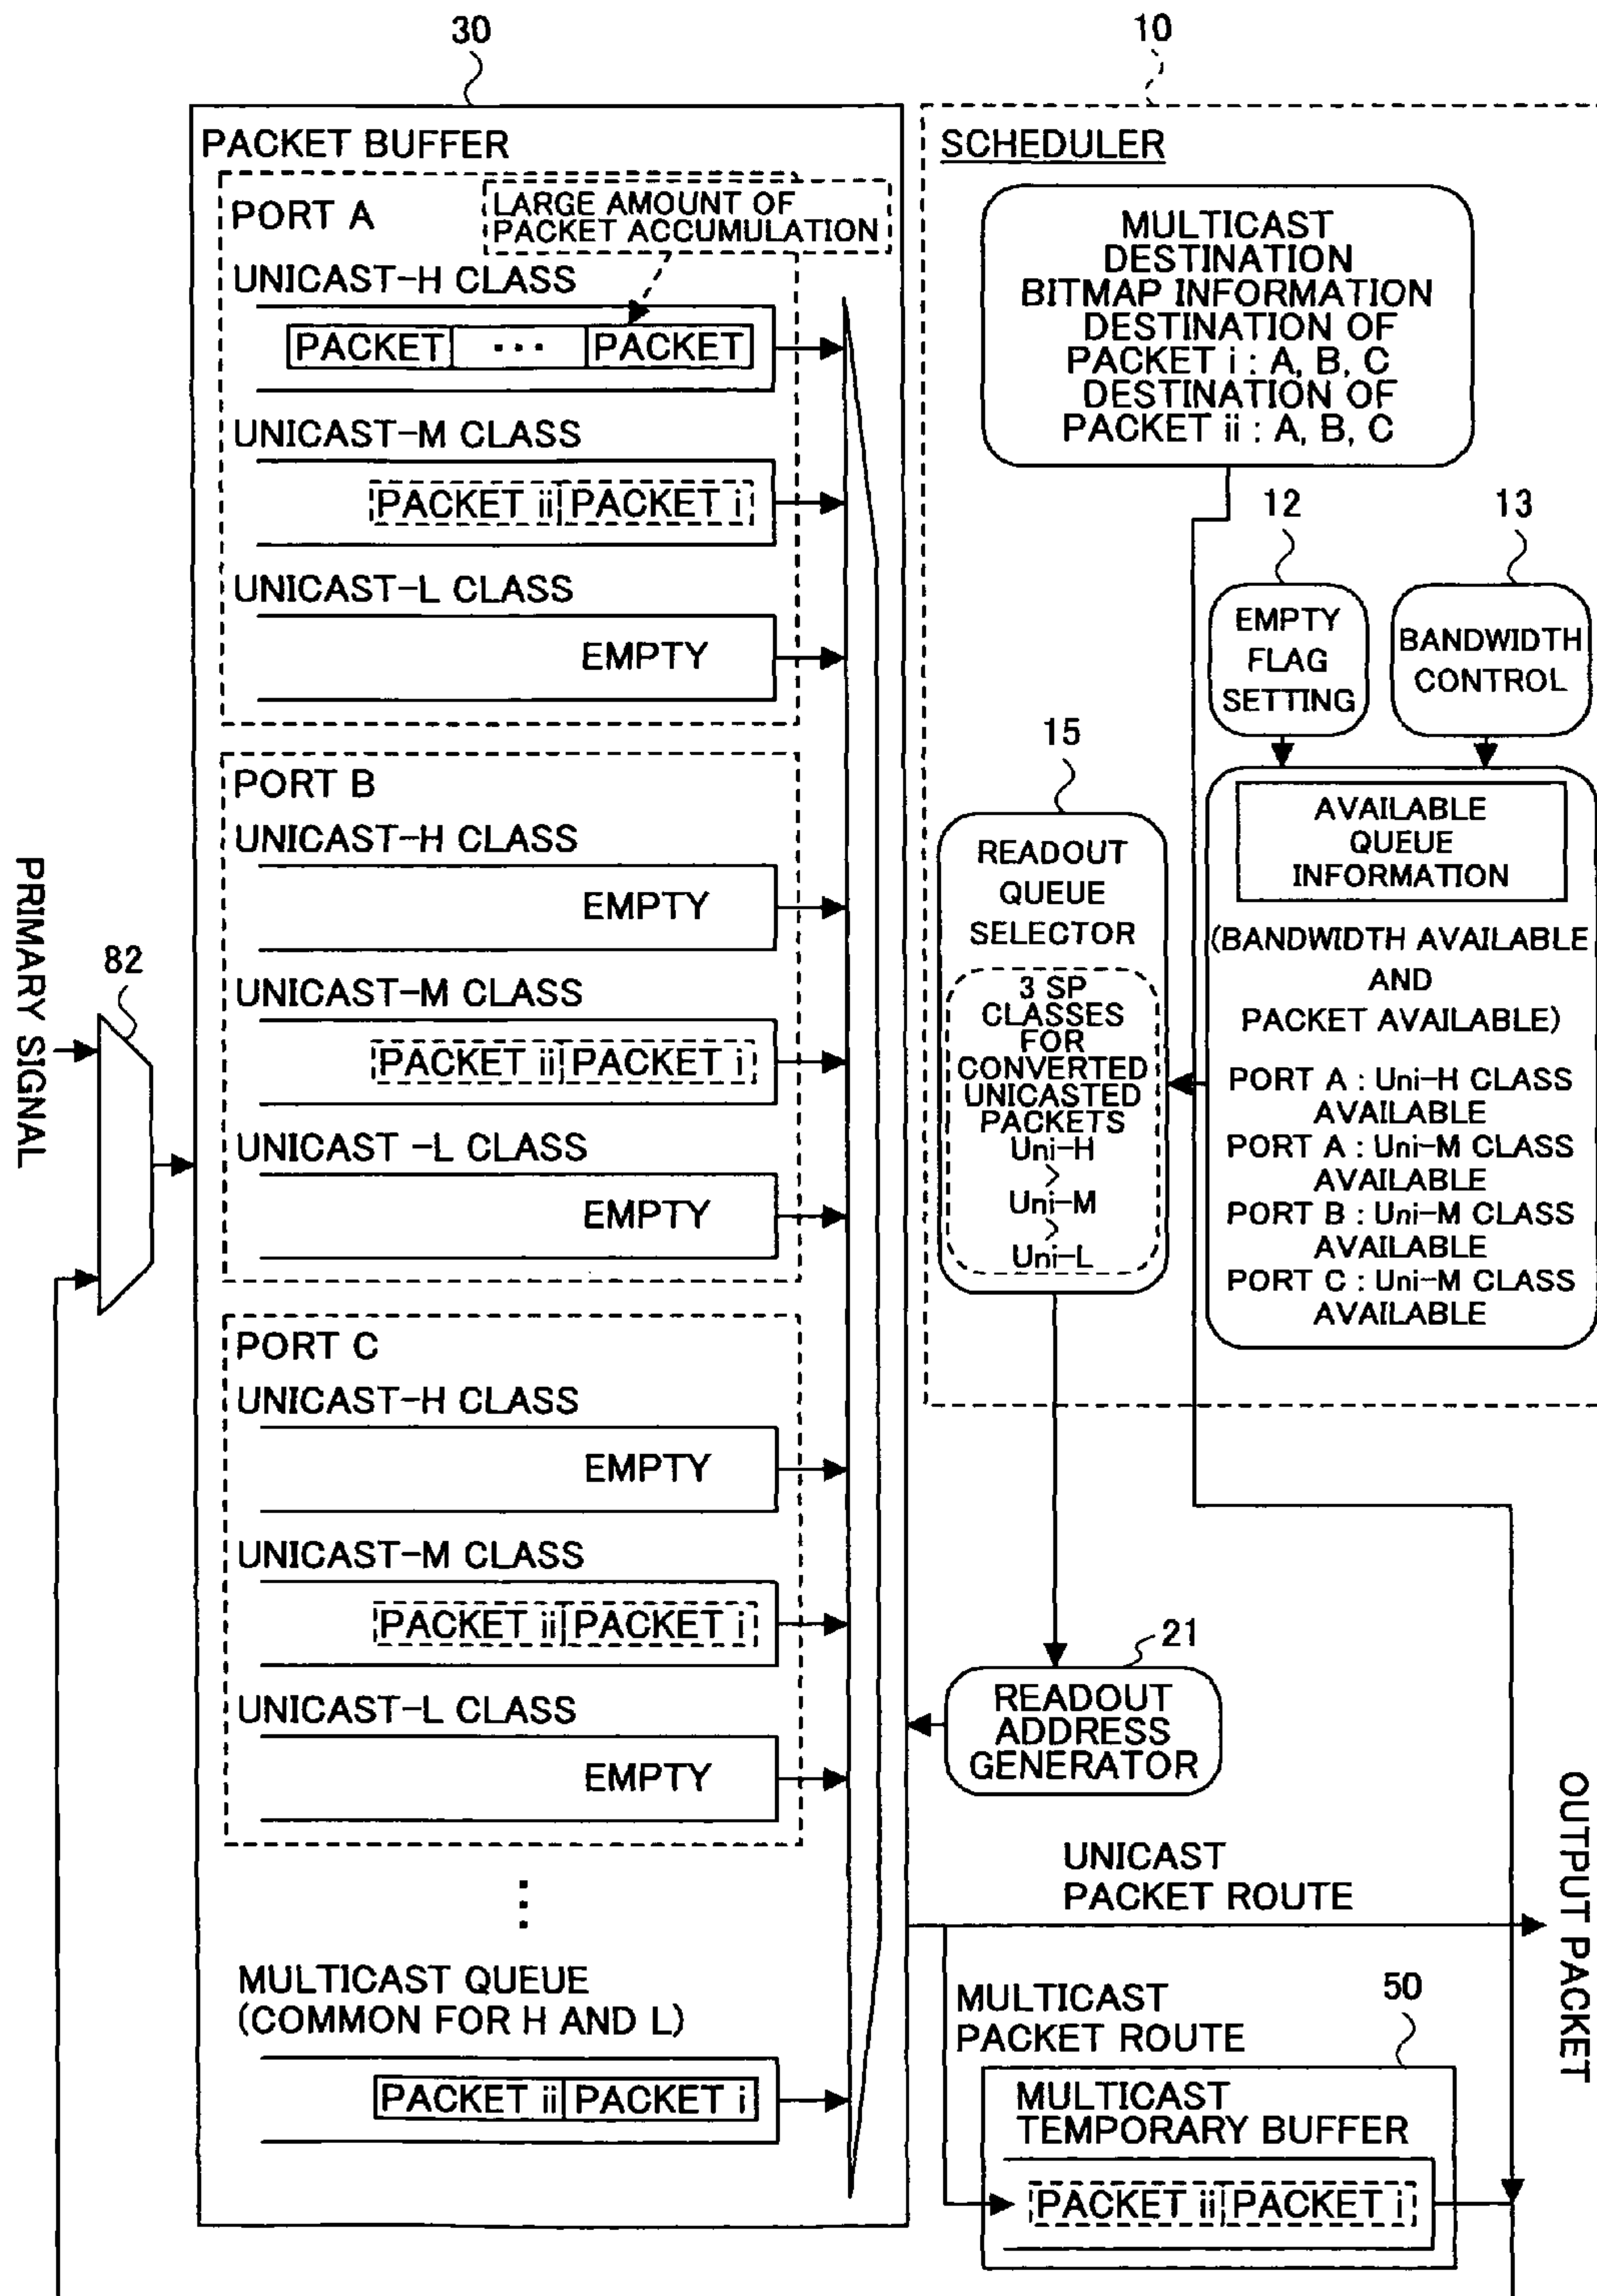 30
10
PACKET BUFFER
PORT A
LARGE AMOUNT OF
PACKET ACCUMULATION
UNICAST-H CLASS
PACKET ... PACKET
UNICAST-M CLASS
PACKET ii PACKET i
UNICAST-L CLASS
EMPTY
PORT B
UNICAST-H CLASS
EMPTY
UNICAST-M CLASS
PACKET ii PACKET i
UNICAST -L CLASS
EMPTY
PORT C
UNICAST-H CLASS
EMPTY
UNICAST-M CLASS
PACKET ii PACKET i
UNICAST-L CLASS
EMPTY
MULTICAST QUEUE
(COMMON FOR H AND L)
PACKET ii PACKET i
PRIMARY SIGNAL
82
SCHEDULER
MULTICAST
DESTINATION
BITMAP INFORMATION
DESTINATION OF
PACKET i : A, B, C
DESTINATION OF
PACKET ii : A, B, C
12
13
EMPTY
FLAG
SETTING
BANDWIDTH
CONTROL
15
READOUT
QUEUE
SELECTOR
3 SP
CLASSES
FOR
CONVERTED
UNICASTED
PACKETS
Uni-H
>
Uni-M
>
Uni-L
AVAILABLE
QUEUE
INFORMATION
(BANDWIDTH AVAILABLE
AND
PACKET AVAILABLE)
PORT A : Uni-H CLASS
AVAILABLE
PORT A : Uni-M CLASS
AVAILABLE
PORT B : Uni-M CLASS
AVAILABLE
PORT C : Uni-M CLASS
AVAILABLE
21
READOUT
ADDRESS
GENERATOR
UNICAST
PACKET ROUTE
OUTPUT PACKET
MULTICAST
PACKET ROUTE
50
MULTICAST
TEMPORARY BUFFER
PACKET ii PACKET i